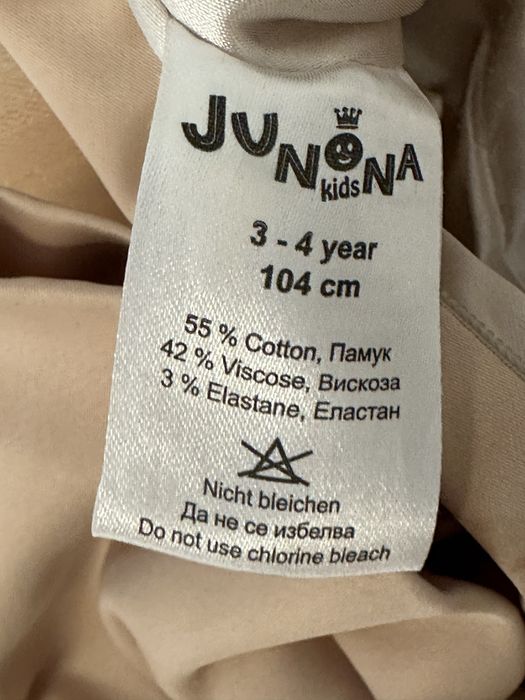 JUNONA
kids
3 - 4 year
104 cm
55 % Cotton, Памук
42 % Viscose, Вискоза
3 % Elastane, Еластан
Nicht bleichen
Да не се избелва
Do not use chlorine bleach